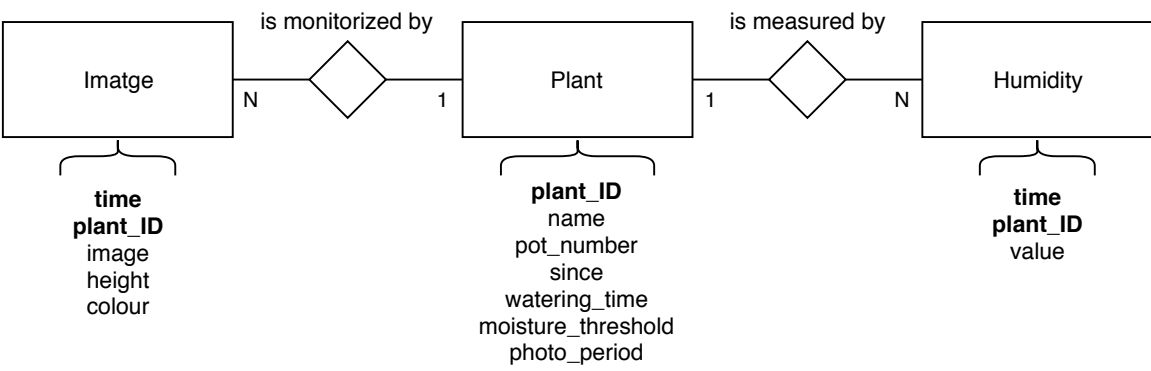 is monitorized by
is measured by
Imatge
Plant
Humidity
N
1
1
N
time
plant_ID
image
height
colour
plant_ID
name
pot_number
since
watering_time
moisture_threshold
photo_period
time
plant_ID
value